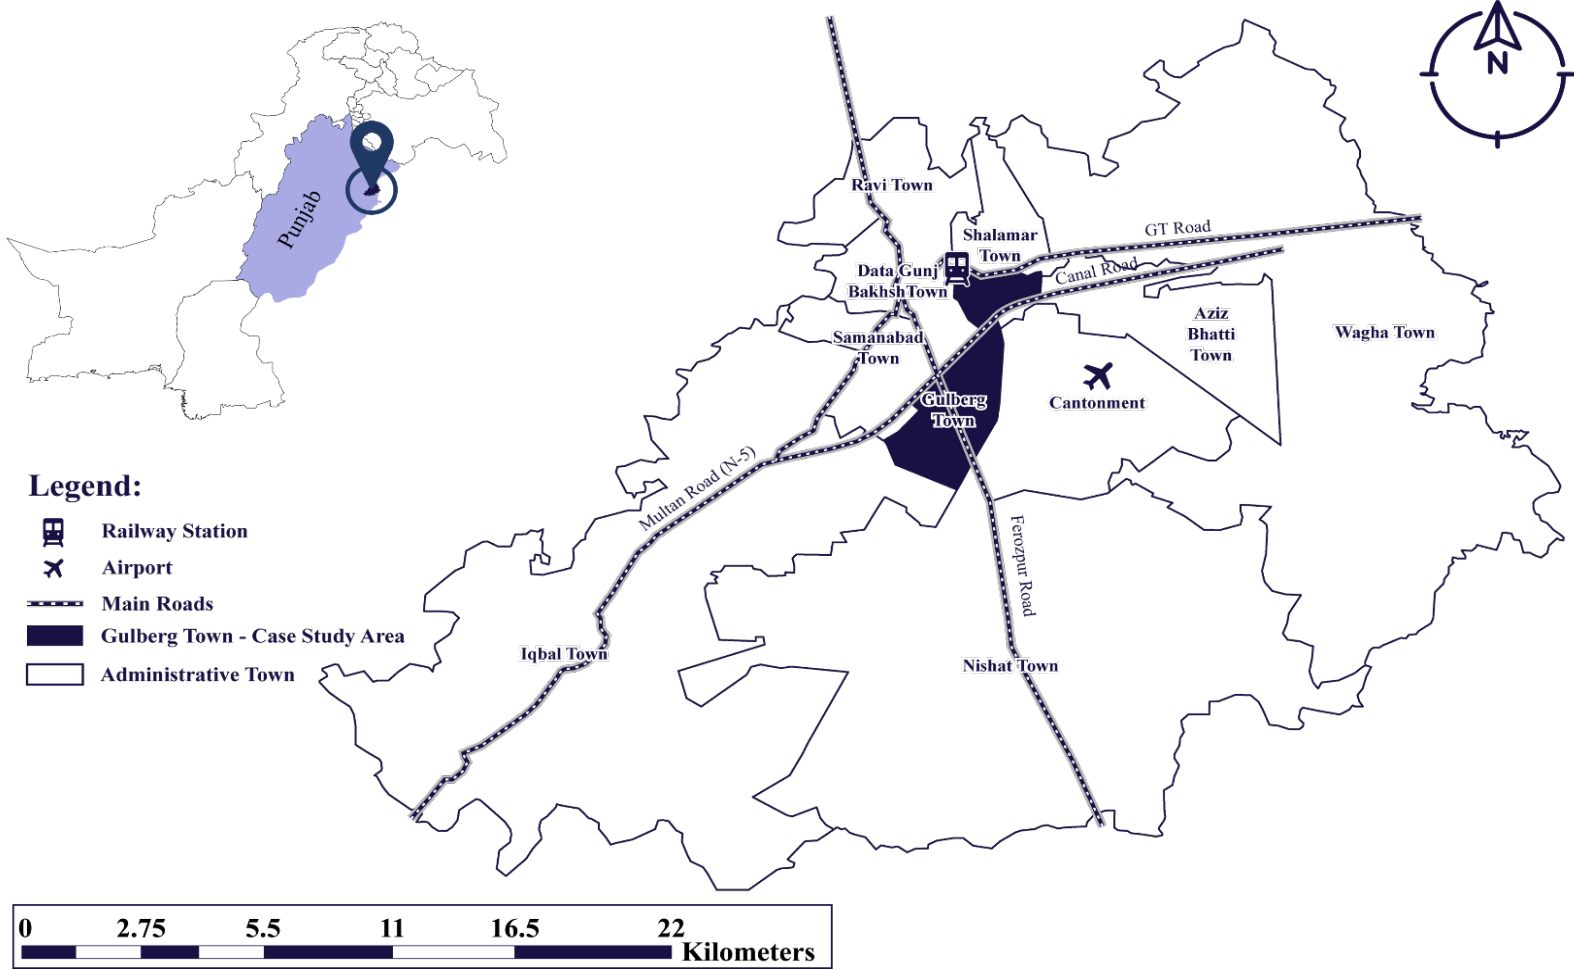 N
Punjab
Ravi Town
Shalamar
Town
GT Road
Canal Road
Data Gunj
BakhshTown
Samanabad
Town
Aziz
Bhatti
Town
Wagha Town
Gulberg
Town
Cantonment
Multan Road (N-5)
Ferozpur Road
Iqbal Town
Nishat Town
Legend:
Railway Station
Airport
Main Roads
Gulberg Town - Case Study Area
Administrative Town
0 2.75 5.5 11 16.5 22
Kilometers